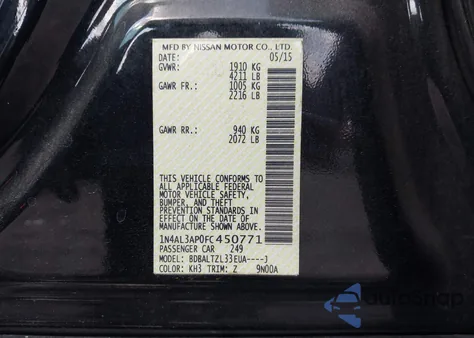 MFD BY NISSAN MOTOR CO., LTD.
DATE: 05/15
GVWR: 1910 KG
4211 LB
GAWR FR.: 1005 KG
2216 LB
GAWR RR.: 940 KG
2072 LB
THIS VEHICLE CONFORMS TO
ALL APPLICABLE FEDERAL
MOTOR VEHICLE SAFETY,
BUMPER, AND THEFT
PREVENTION STANDARDS
IN EFFECT ON THE DATE OF
MANUFACTURE SHOWN ABOVE.
1N4AL3AP0FC450771
PASSENGER CAR 249
MODEL: BDBALTZL33EUA----J
COLOR: KH3 TRIM: Z 9N00A
AutoSnap